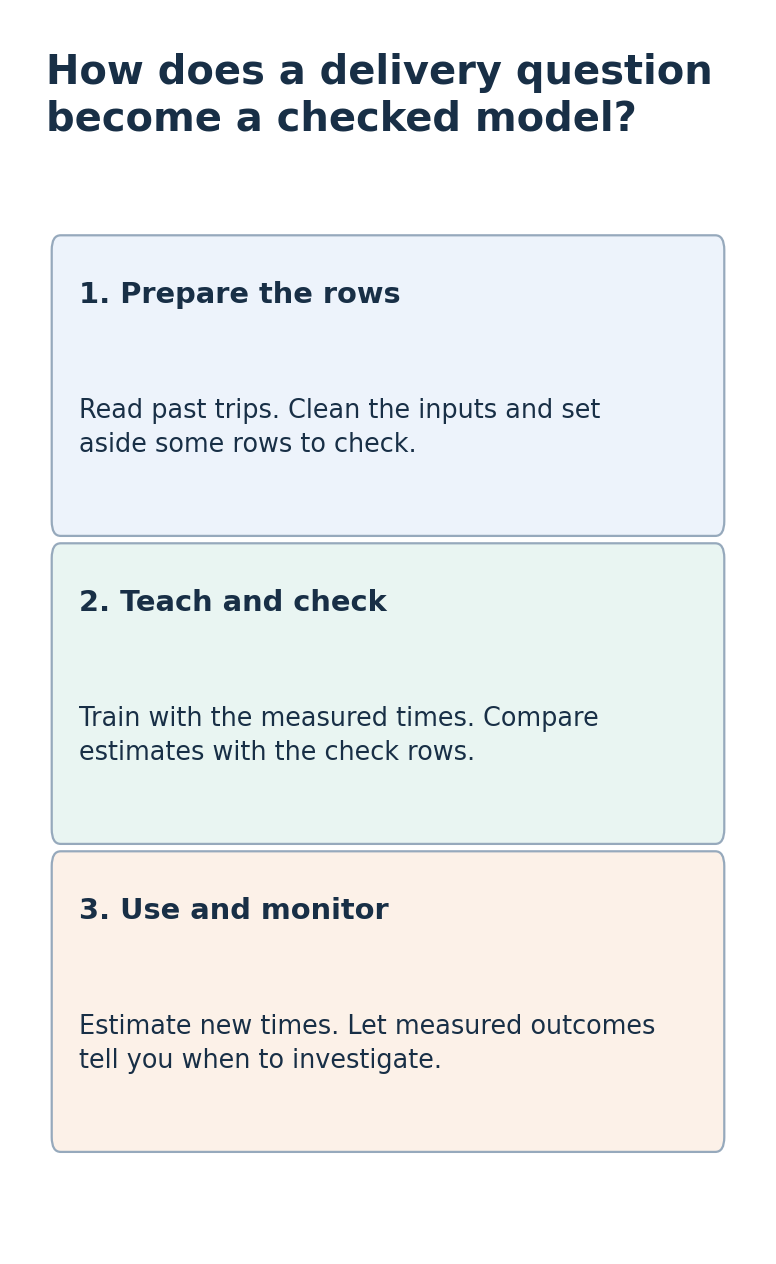 How does a delivery question
become a checked model?
1. Prepare the rows
Read past trips. Clean the inputs and set
aside some rows to check.
2. Teach and check
Train with the measured times. Compare
estimates with the check rows.
3. Use and monitor
Estimate new times. Let measured outcomes
tell you when to investigate.